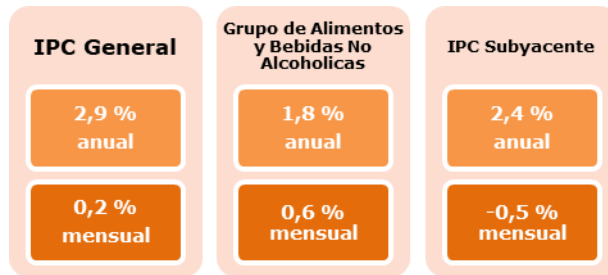 IPC General
2,9 %
anual
0,2 %
mensual
Grupo de Alimentos
y Bebidas No
Alcoholicas
1,8 %
anual
0,6 %
mensual
IPC Subyacente
2,4 %
anual
-0,5 %
mensual